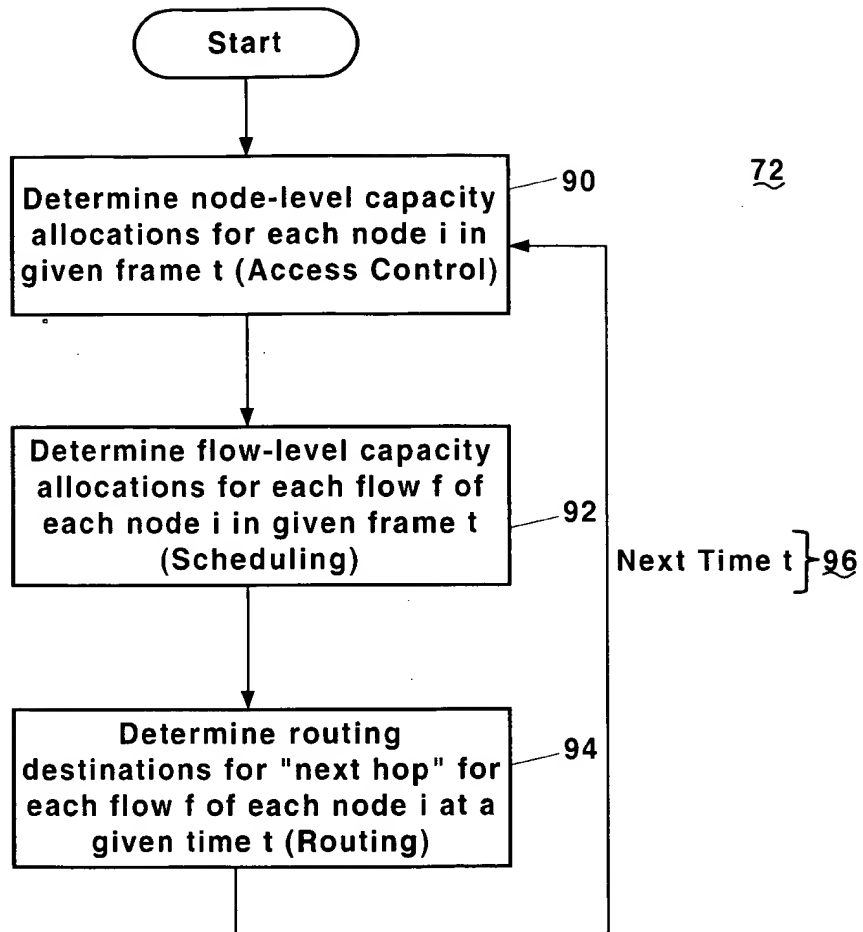 Start
72
90
Determine node-level capacity
allocations for each node i in
given frame t (Access Control)
Determine flow-level capacity
allocations for each flow f of
each node i in given frame t
(Scheduling)
92
Next Time t } 96
Determine routing
destinations for "next hop" for
each flow f of each node i at a
given time t (Routing)
94